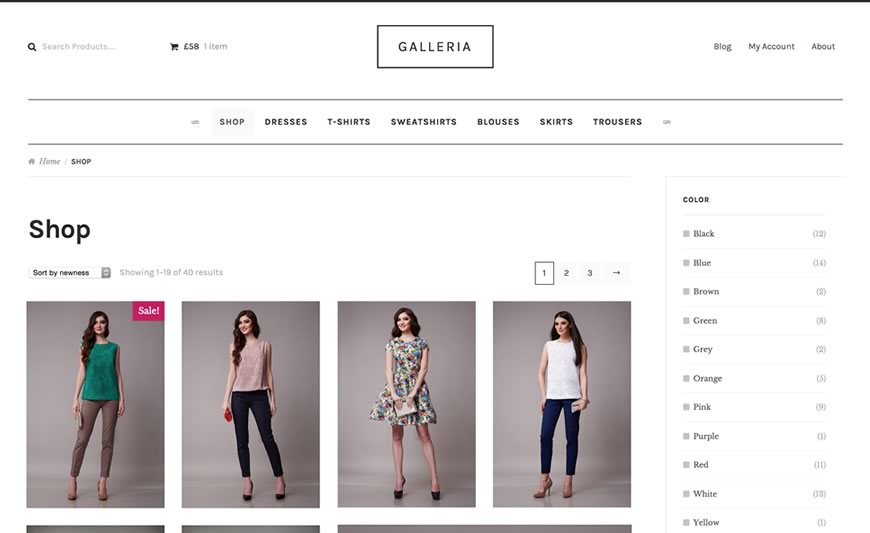 Search Products...
£58 1 item
GALLERIA
Blog My Account About
SHOP DRESSES T-SHIRTS SWEATSHIRTS BLOUSES SKIRTS TROUSERS
Home / SHOP
Shop
Sort by newness Showing 1–19 of 40 results
1 2 3 →
Sale!
COLOR
Black (12)
Blue (14)
Brown (2)
Green (8)
Grey (2)
Orange (5)
Pink (9)
Purple (1)
Red (11)
White (13)
Yellow (1)